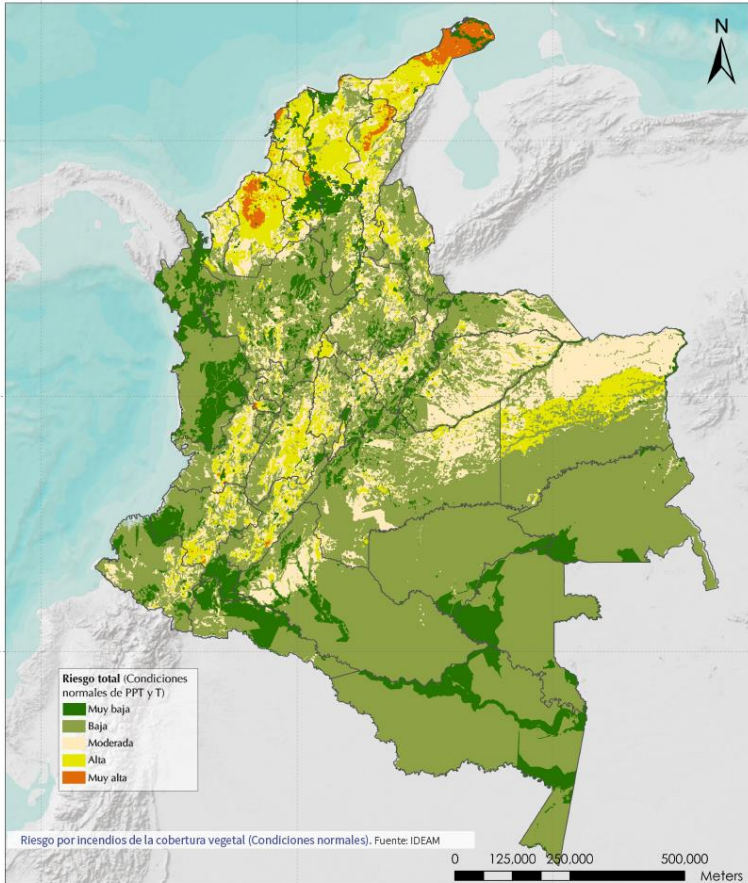 N
Riesgo total (Condiciones
normales de PPT y T)
Muy baja
Baja
Moderada
Alta
Muy alta
Riesgo por incendios de la cobertura vegetal (Condiciones normales). Fuente: IDEAM
0 125,000 250,000 500,000
Meters